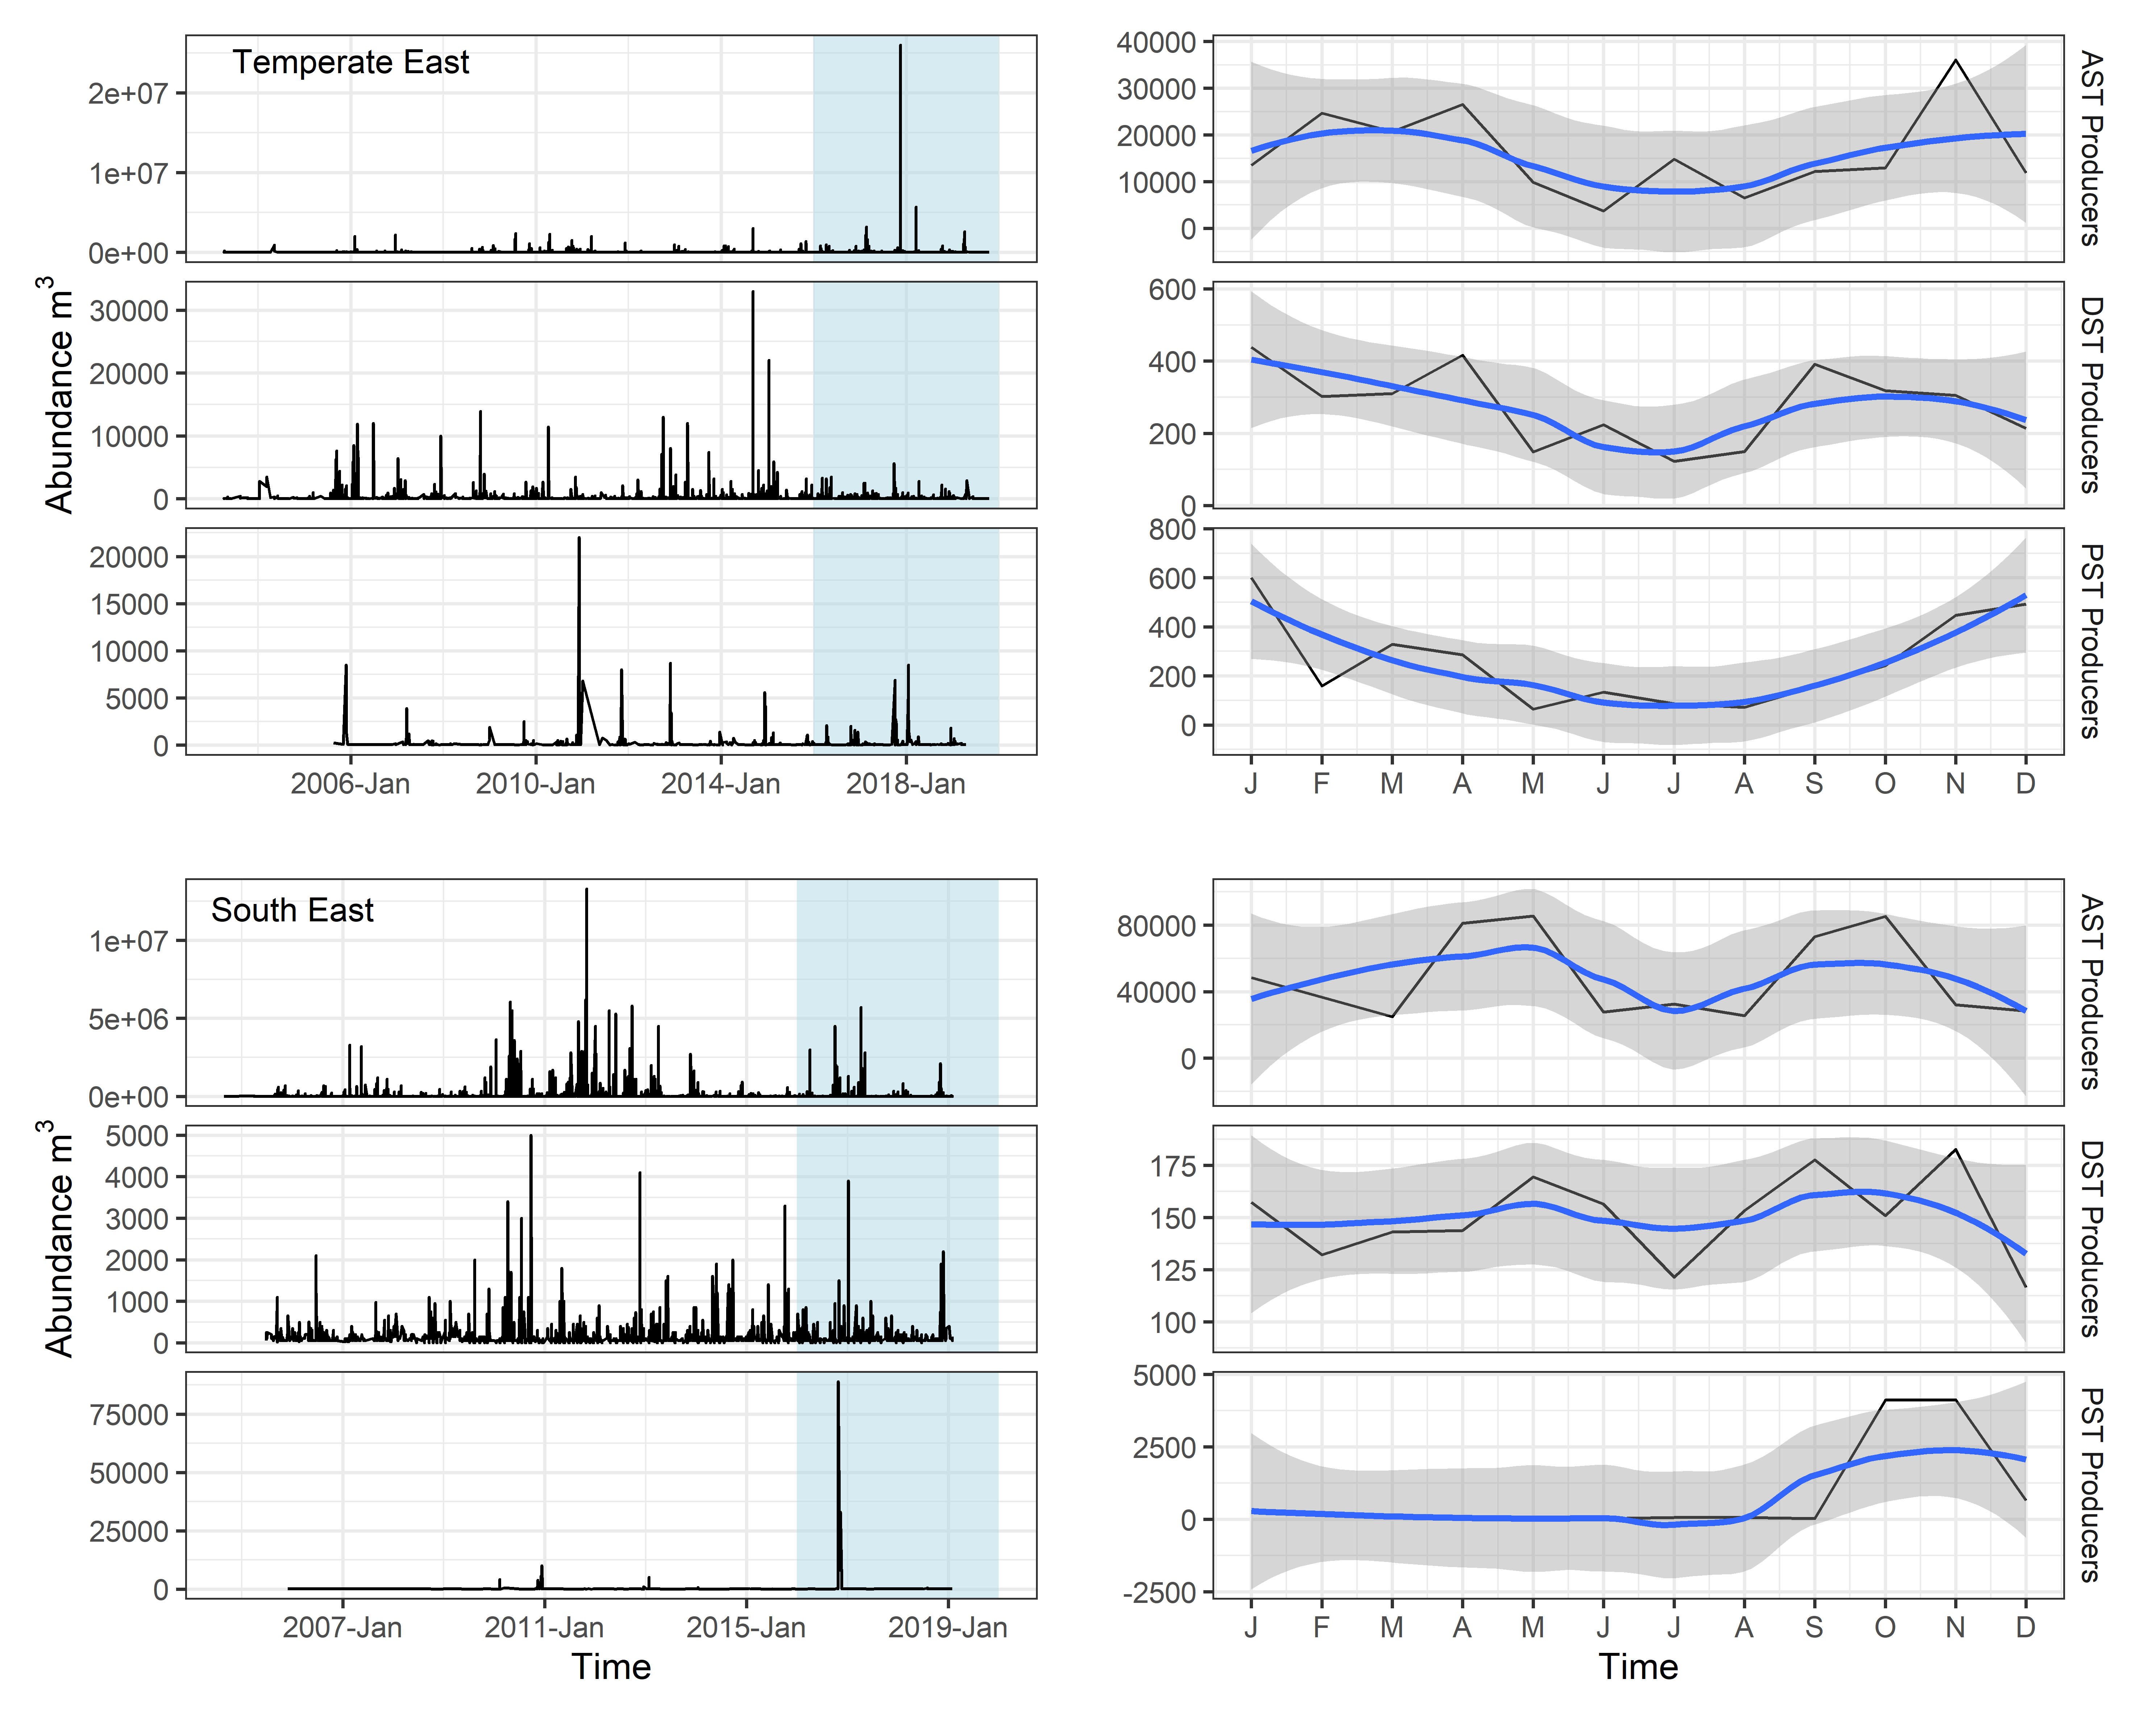 Temperate East
2e+07
1e+07
0e+00
40000
30000
20000
10000
0
AST Producers
Abundance m³
30000
20000
10000
0
600
400
200
0
DST Producers
20000
15000
10000
5000
0
800
600
400
200
0
PST Producers
2006-Jan 2010-Jan 2014-Jan 2018-Jan
J F M A M J J A S O N D
South East
1e+07
5e+06
0e+00
80000
40000
0
AST Producers
Abundance m³
5000
4000
3000
2000
1000
0
175
150
125
100
DST Producers
75000
50000
25000
0
5000
2500
0
-2500
PST Producers
2007-Jan 2011-Jan 2015-Jan 2019-Jan
J F M A M J J A S O N D
Time
Time